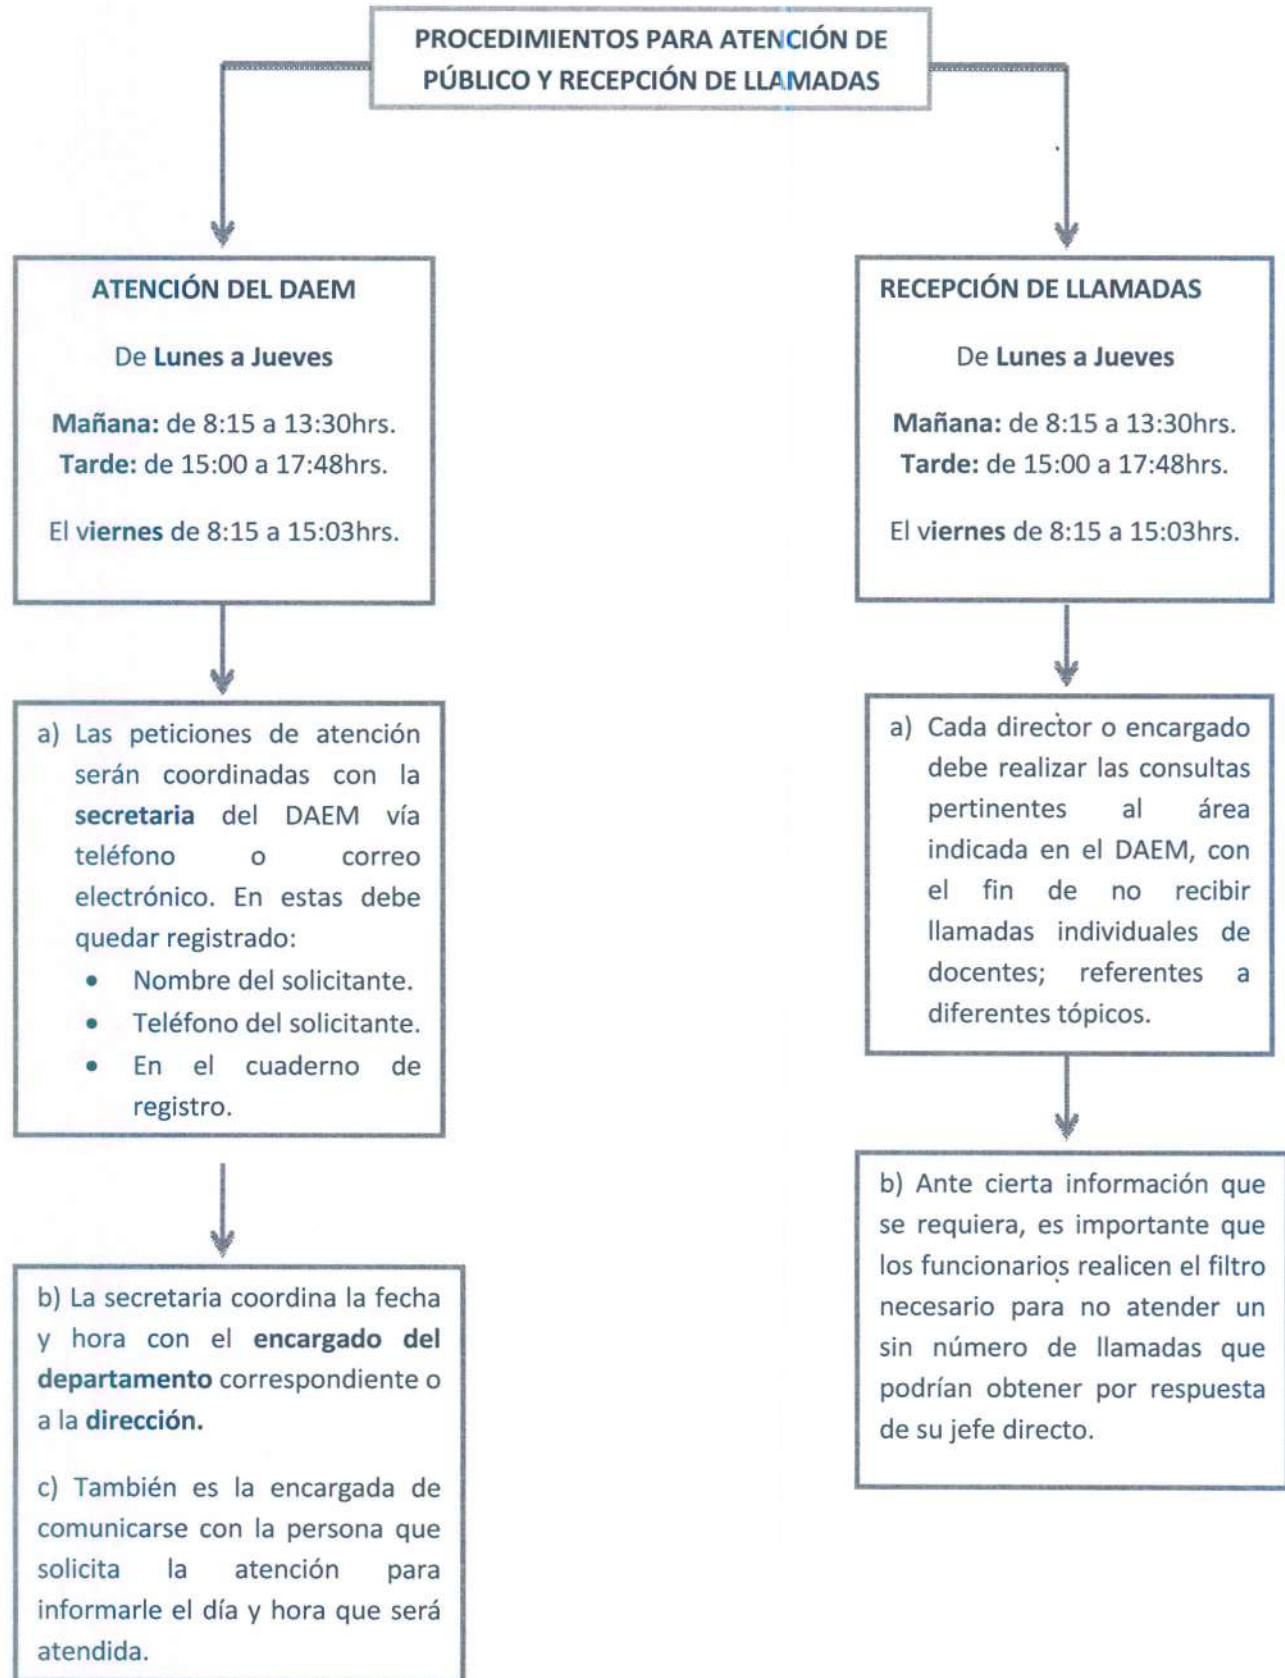 PROCEDIMIENTOS PARA ATENCIÓN DE
PÚBLICO Y RECEPCIÓN DE LLAMADAS
ATENCIÓN DEL DAEM
De Lunes a Jueves
Mañana: de 8:15 a 13:30hrs.
Tarde: de 15:00 a 17:48hrs.
El viernes de 8:15 a 15:03hrs.
a) Las peticiones de atención
serán coordinadas con la
secretaria del DAEM vía
teléfono o correo
electrónico. En estas debe
quedar registrado:
• Nombre del solicitante.
• Teléfono del solicitante.
• En el cuaderno de
registro.
b) La secretaria coordina la fecha
y hora con el encargado del
departamento correspondiente o
a la dirección.
c) También es la encargada de
comunicarse con la persona que
solicita la atención para
informarle el día y hora que será
atendida.
RECEPCIÓN DE LLAMADAS
De Lunes a Jueves
Mañana: de 8:15 a 13:30hrs.
Tarde: de 15:00 a 17:48hrs.
El viernes de 8:15 a 15:03hrs.
a) Cada director o encargado
debe realizar las consultas
pertinentes al área
indicada en el DAEM, con
el fin de no recibir
llamadas individuales de
docentes; referentes a
diferentes tópicos.
b) Ante cierta información que
se requiera, es importante que
los funcionarios realicen el filtro
necesario para no atender un
sin número de llamadas que
podrían obtener por respuesta
de su jefe directo.